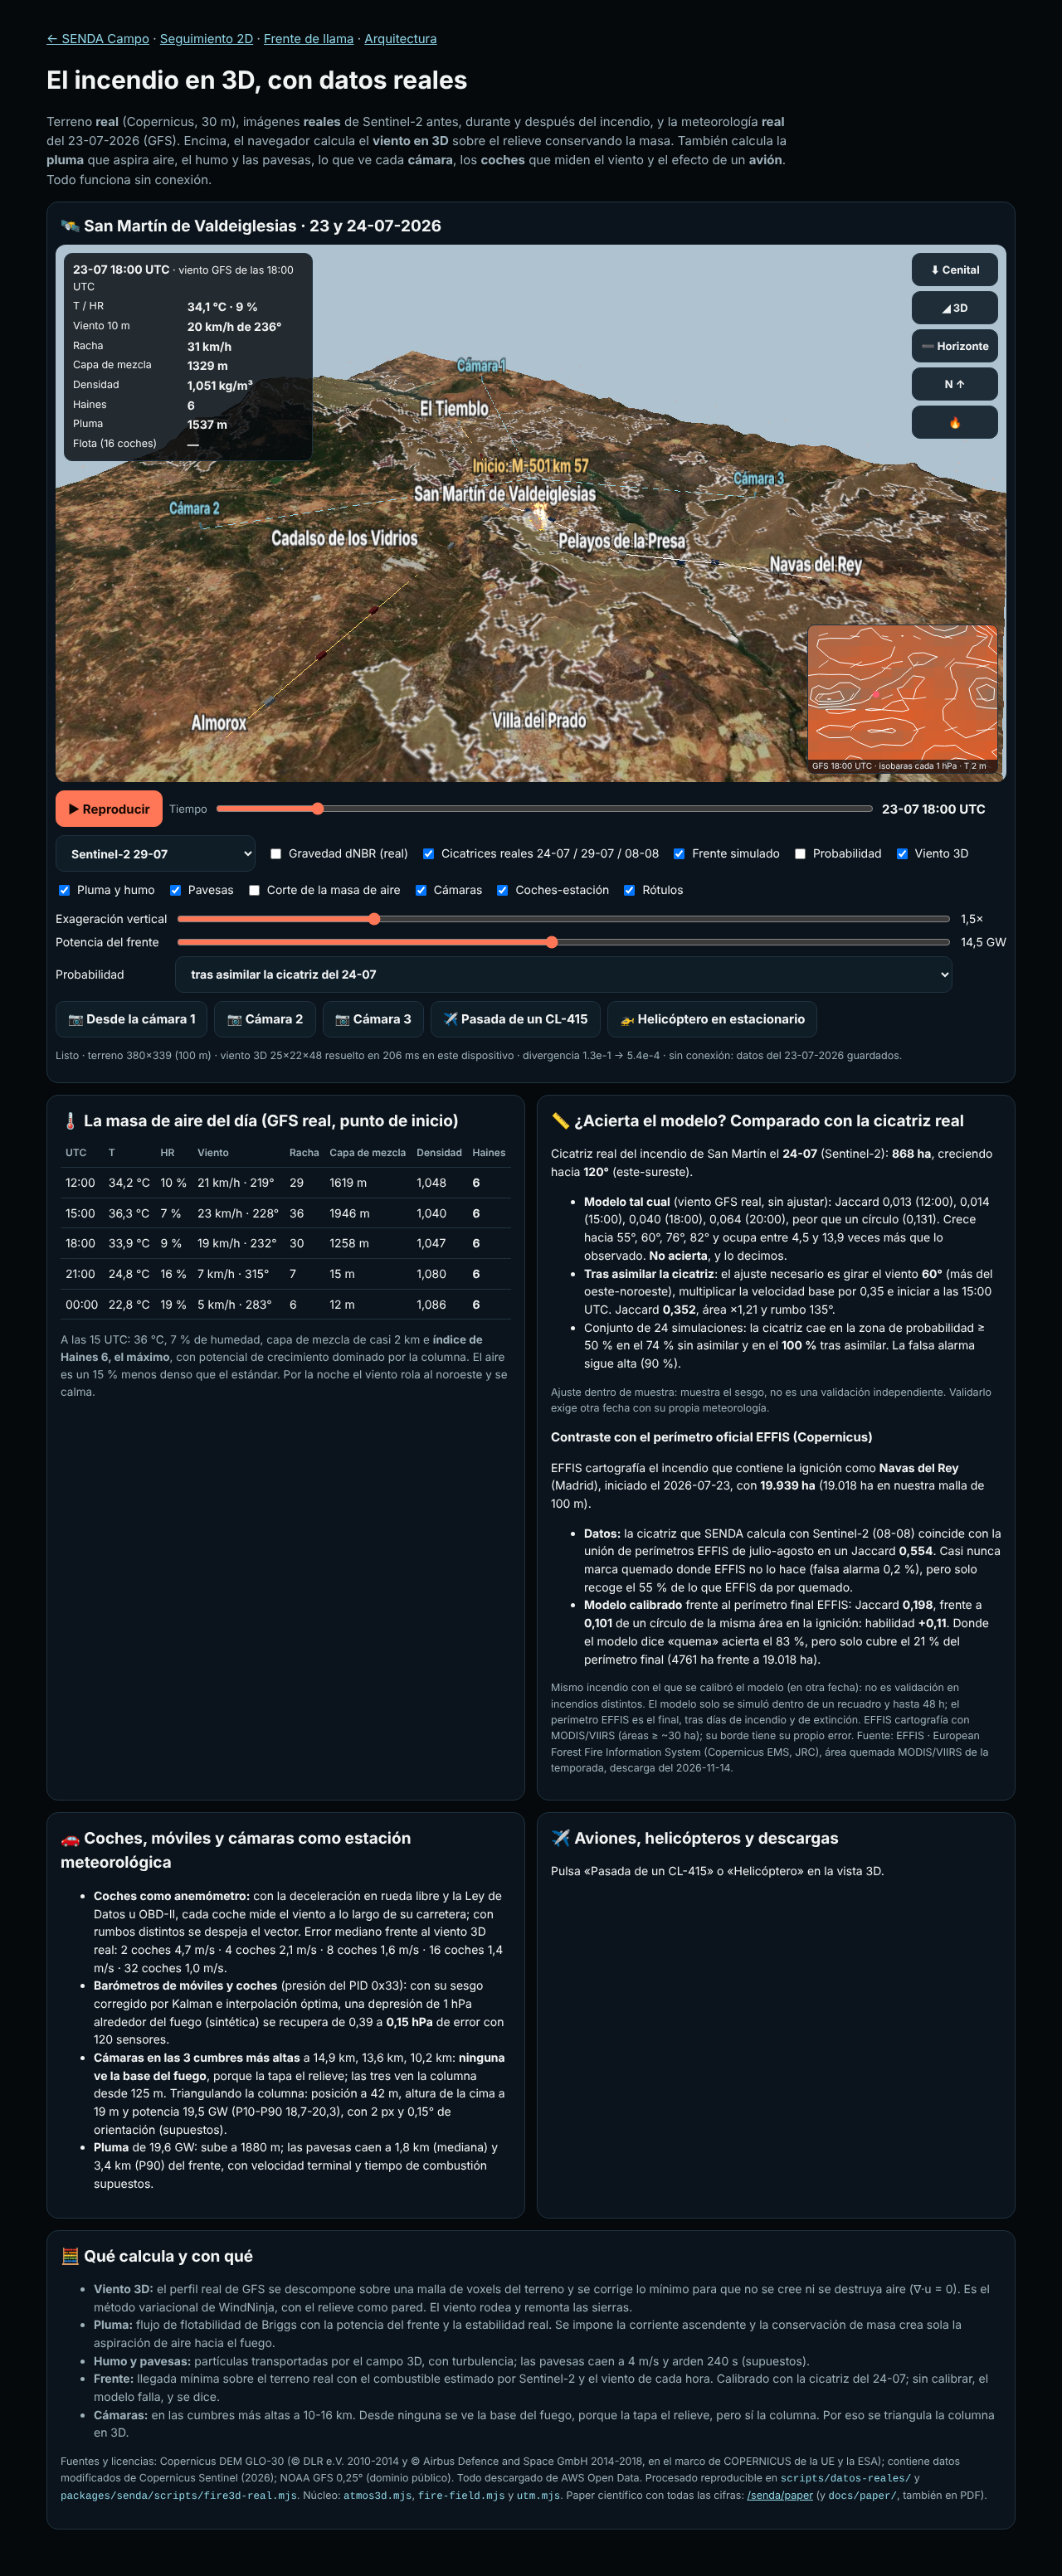 ← SENDA Campo · Seguimiento 2D · Frente de llama · Arquitectura
El incendio en 3D, con datos reales
Terreno real (Copernicus, 30 m), imágenes reales de Sentinel-2 antes, durante y después del incendio, y la meteorología real
del 23-07-2026 (GFS). Encima, el navegador calcula el viento en 3D sobre el relieve conservando la masa. También calcula la
pluma que aspira aire, el humo y las pavesas, lo que ve cada cámara, los coches que miden el viento y el efecto de un avión.
Todo funciona sin conexión.
🛰️ San Martín de Valdeiglesias · 23 y 24-07-2026
23-07 18:00 UTC · viento GFS de las 18:00
UTC
T / HR 34,1 °C · 9 %
Viento 10 m 20 km/h de 236°
Racha 31 km/h
Capa de mezcla 1329 m
Densidad 1,051 kg/m³
Haines 6
Pluma 1537 m
Flota (16 coches) —
⬇ Cenital
◢ 3D
➖ Horizonte
N ↑
🔥
Cámara 1
El Tiemblo
Inicio: M-501 km 57
San Martín de Valdeiglesias
Cámara 3
Cámara 2
Cadalso de los Vidrios
Pelayos de la Presa
Navas del Rey
Almorox
Villa del Prado
GFS 18:00 UTC · isobaras cada 1 hPa · T 2 m
▶ Reproducir
Tiempo
23-07 18:00 UTC
Sentinel-2 29-07
Gravedad dNBR (real)
Cicatrices reales 24-07 / 29-07 / 08-08
Frente simulado
Probabilidad
Viento 3D
Pluma y humo
Pavesas
Corte de la masa de aire
Cámaras
Coches-estación
Rótulos
Exageración vertical 1,5×
Potencia del frente 14,5 GW
Probabilidad tras asimilar la cicatriz del 24-07
📷 Desde la cámara 1
📷 Cámara 2
📷 Cámara 3
✈️ Pasada de un CL-415
🚁 Helicóptero en estacionario
Listo · terreno 380×339 (100 m) · viento 3D 25×22×48 resuelto en 206 ms en este dispositivo · divergencia 1.3e-1 → 5.4e-4 · sin conexión: datos del 23-07-2026 guardados.
🌡️ La masa de aire del día (GFS real, punto de inicio)
UTC T HR Viento Racha Capa de mezcla Densidad Haines
12:00 34,2 °C 10 % 21 km/h · 219° 29 1619 m 1,048 6
15:00 36,3 °C 7 % 23 km/h · 228° 36 1946 m 1,040 6
18:00 33,9 °C 9 % 19 km/h · 232° 30 1258 m 1,047 6
21:00 24,8 °C 16 % 7 km/h · 315° 7 15 m 1,080 6
00:00 22,8 °C 19 % 5 km/h · 283° 6 12 m 1,086 6
A las 15 UTC: 36 °C, 7 % de humedad, capa de mezcla de casi 2 km e índice de
Haines 6, el máximo, con potencial de crecimiento dominado por la columna. El aire
es un 15 % menos denso que el estándar. Por la noche el viento rola al noroeste y se
calma.
📏 ¿Acierta el modelo? Comparado con la cicatriz real
Cicatriz real del incendio de San Martín el 24-07 (Sentinel-2): 868 ha, creciendo
hacia 120° (este-sureste).
• Modelo tal cual (viento GFS real, sin ajustar): Jaccard 0,013 (12:00), 0,014
(15:00), 0,040 (18:00), 0,064 (20:00), peor que un círculo (0,131). Crece
hacia 55°, 60°, 76°, 82° y ocupa entre 4,5 y 13,9 veces más que lo
observado. No acierta, y lo decimos.
• Tras asimilar la cicatriz: el ajuste necesario es girar el viento 60° (más del
oeste-noroeste), multiplicar la velocidad base por 0,35 e iniciar a las 15:00
UTC. Jaccard 0,352, área ×1,21 y rumbo 135°.
• Conjunto de 24 simulaciones: la cicatriz cae en la zona de probabilidad ≥
50 % en el 74 % sin asimilar y en el 100 % tras asimilar. La falsa alarma
sigue alta (90 %).
Ajuste dentro de muestra: muestra el sesgo, no es una validación independiente. Validarlo
exige otra fecha con su propia meteorología.
Contraste con el perímetro oficial EFFIS (Copernicus)
EFFIS cartografía el incendio que contiene la ignición como Navas del Rey
(Madrid), iniciado el 2026-07-23, con 19.939 ha (19.018 ha en nuestra malla de
100 m).
• Datos: la cicatriz que SENDA calcula con Sentinel-2 (08-08) coincide con la
unión de perímetros EFFIS de julio-agosto en un Jaccard 0,554. Casi nunca
marca quemado donde EFFIS no lo hace (falsa alarma 0,2 %), pero solo
recoge el 55 % de lo que EFFIS da por quemado.
• Modelo calibrado frente al perímetro final EFFIS: Jaccard 0,198, frente a
0,101 de un círculo de la misma área en la ignición: habilidad +0,11. Donde
el modelo dice «quema» acierta el 83 %, pero solo cubre el 21 % del
perímetro final (4761 ha frente a 19.018 ha).
Mismo incendio con el que se calibró el modelo (en otra fecha): no es validación en
incendios distintos. El modelo solo se simuló dentro de un recuadro y hasta 48 h; el
perímetro EFFIS es el final, tras días de incendio y de extinción. EFFIS cartografía con
MODIS/VIIRS (áreas ≥ ~30 ha); su borde tiene su propio error. Fuente: EFFIS · European
Forest Fire Information System (Copernicus EMS, JRC), área quemada MODIS/VIIRS de la
temporada, descarga del 2026-11-14.
🚗 Coches, móviles y cámaras como estación
meteorológica
• Coches como anemómetro: con la deceleración en rueda libre y la Ley de
Datos u OBD-II, cada coche mide el viento a lo largo de su carretera; con
rumbos distintos se despeja el vector. Error mediano frente al viento 3D
real: 2 coches 4,7 m/s · 4 coches 2,1 m/s · 8 coches 1,6 m/s · 16 coches 1,4
m/s · 32 coches 1,0 m/s.
• Barómetros de móviles y coches (presión del PID 0x33): con su sesgo
corregido por Kalman e interpolación óptima, una depresión de 1 hPa
alrededor del fuego (sintética) se recupera de 0,39 a 0,15 hPa de error con
120 sensores.
• Cámaras en las 3 cumbres más altas a 14,9 km, 13,6 km, 10,2 km: ninguna
ve la base del fuego, porque la tapa el relieve; las tres ven la columna
desde 125 m. Triangulando la columna: posición a 42 m, altura de la cima a
19 m y potencia 19,5 GW (P10-P90 18,7-20,3), con 2 px y 0,15° de
orientación (supuestos).
• Pluma de 19,6 GW: sube a 1880 m; las pavesas caen a 1,8 km (mediana) y
3,4 km (P90) del frente, con velocidad terminal y tiempo de combustión
supuestos.
✈️ Aviones, helicópteros y descargas
Pulsa «Pasada de un CL-415» o «Helicóptero» en la vista 3D.
🧮 Qué calcula y con qué
• Viento 3D: el perfil real de GFS se descompone sobre una malla de voxels del terreno y se corrige lo mínimo para que no se cree ni se destruya aire (∇·u = 0). Es el
método variacional de WindNinja, con el relieve como pared. El viento rodea y remonta las sierras.
• Pluma: flujo de flotabilidad de Briggs con la potencia del frente y la estabilidad real. Se impone la corriente ascendente y la conservación de masa crea sola la
aspiración de aire hacia el fuego.
• Humo y pavesas: partículas transportadas por el campo 3D, con turbulencia; las pavesas caen a 4 m/s y arden 240 s (supuestos).
• Frente: llegada mínima sobre el terreno real con el combustible estimado por Sentinel-2 y el viento de cada hora. Calibrado con la cicatriz del 24-07; sin calibrar, el
modelo falla, y se dice.
• Cámaras: en las cumbres más altas a 10-16 km. Desde ninguna se ve la base del fuego, porque la tapa el relieve, pero sí la columna. Por eso se triangula la columna
en 3D.
Fuentes y licencias: Copernicus DEM GLO-30 (© DLR e.V. 2010-2014 y © Airbus Defence and Space GmbH 2014-2018, en el marco de COPERNICUS de la UE y la ESA); contiene datos
modificados de Copernicus Sentinel (2026); NOAA GFS 0,25° (dominio público). Todo descargado de AWS Open Data. Procesado reproducible en scripts/datos-reales/ y
packages/senda/scripts/fire3d-real.mjs. Núcleo: atmos3d.mjs, fire-field.mjs y utm.mjs. Paper científico con todas las cifras: /senda/paper (y docs/paper/, también en PDF).